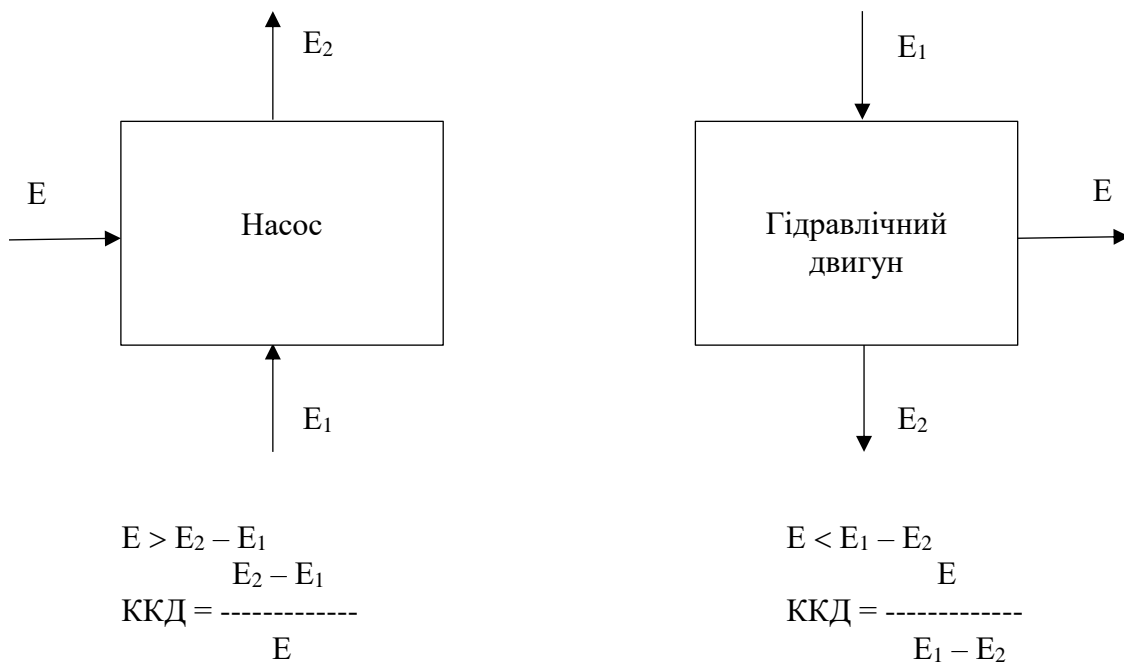 E₂
E₁
E
Насос
Гідравлічний
двигун
E
E₁
E₂
E > E₂ – E₁
E₂ – E₁
ККД = -------------
E
E < E₁ – E₂
E
ККД = -------------
E₁ – E₂